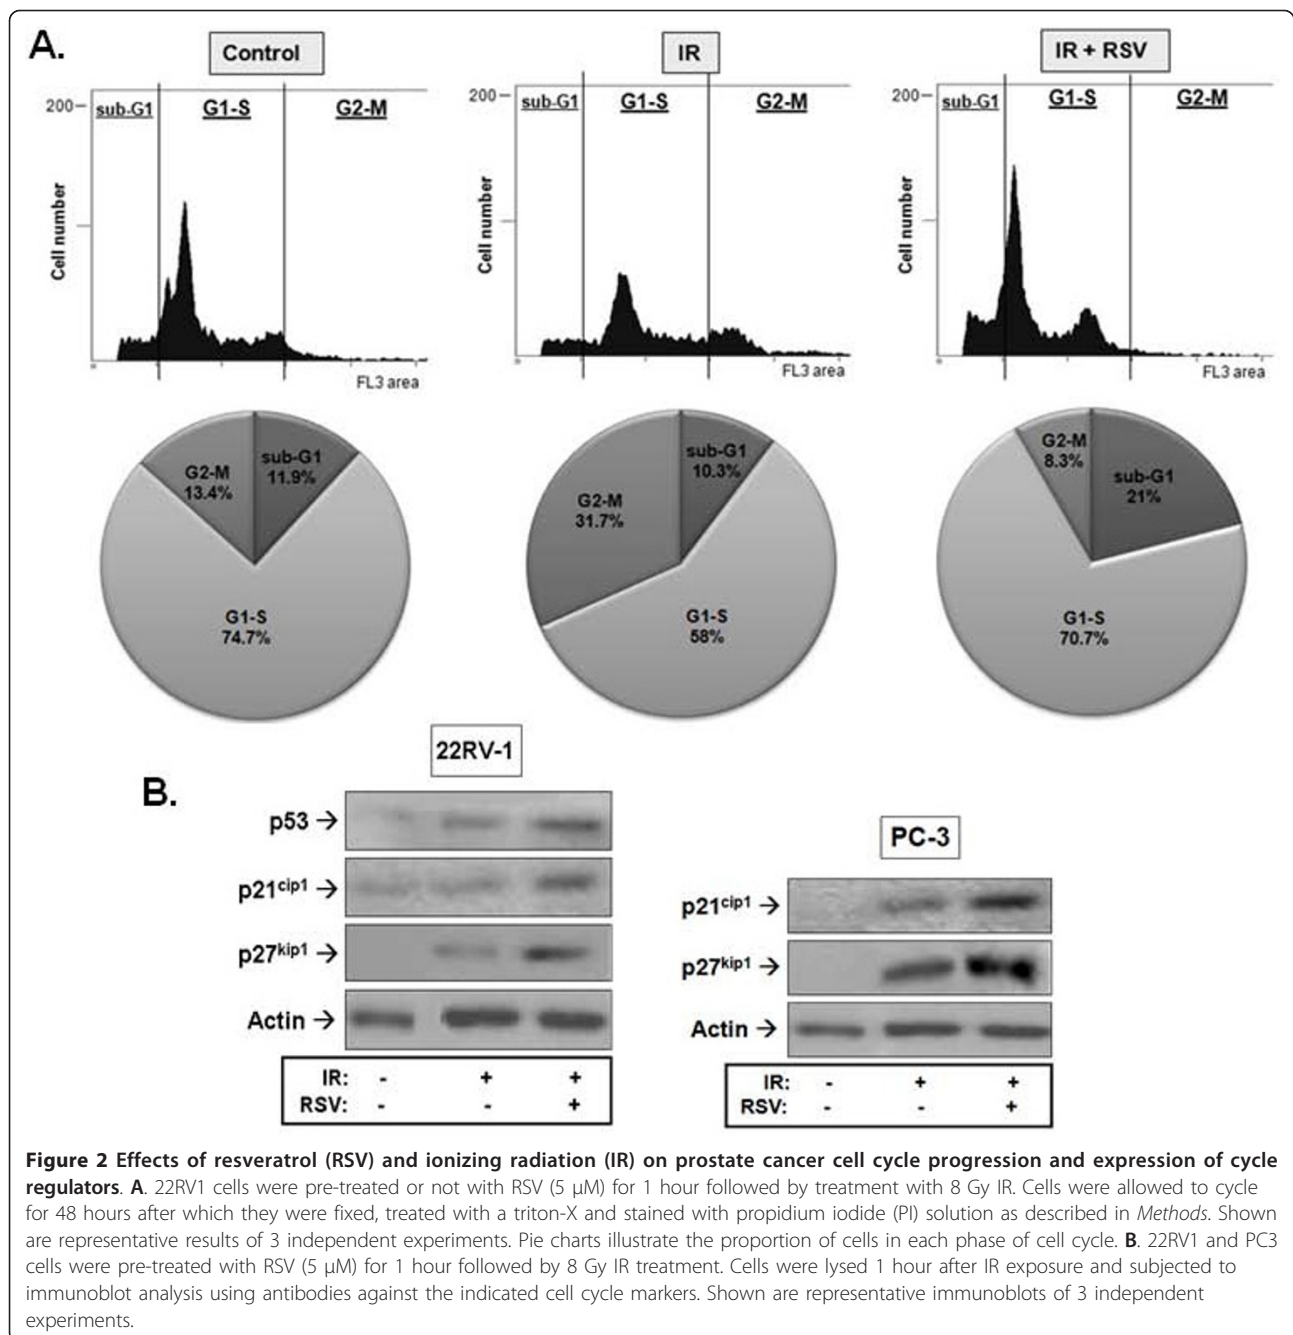 A.
Control
IR
IR + RSV
200
sub-G1
G1-S
G2-M
Cell number
FL3 area
200
sub-G1
G1-S
G2-M
Cell number
FL3 area
200
sub-G1
G1-S
G2-M
Cell number
FL3 area
G2-M
13.4%
sub-G1
11.9%
G1-S
74.7%
G2-M
31.7%
sub-G1
10.3%
G1-S
58%
G2-M
8.3%
sub-G1
21%
G1-S
70.7%
B.
22RV-1
p53 →
p21cip1 →
p27kip1 →
Actin →
IR: - + +
RSV: - - +
PC-3
p21cip1 →
p27kip1 →
Actin →
IR: - + +
RSV: - - +
Figure 2 Effects of resveratrol (RSV) and ionizing radiation (IR) on prostate cancer cell cycle progression and expression of cycle
regulators. A. 22RV1 cells were pre-treated or not with RSV (5 μM) for 1 hour followed by treatment with 8 Gy IR. Cells were allowed to cycle
for 48 hours after which they were fixed, treated with a triton-X and stained with propidium iodide (PI) solution as described in Methods. Shown
are representative results of 3 independent experiments. Pie charts illustrate the proportion of cells in each phase of cell cycle. B. 22RV1 and PC3
cells were pre-treated with RSV (5 μM) for 1 hour followed by 8 Gy IR treatment. Cells were lysed 1 hour after IR exposure and subjected to
immunoblot analysis using antibodies against the indicated cell cycle markers. Shown are representative immunoblots of 3 independent
experiments.